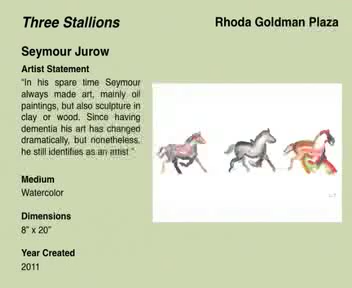 Three Stallions
Rhoda Goldman Plaza
Seymour Jurow
Artist Statement
"In his spare time Seymour
always made art, mainly oil
paintings, but also sculpture in
clay or wood. Since having
dementia his art has changed
dramatically, but nonetheless,
he still identifies as an artist."
Medium
Watercolor
Dimensions
8" x 20"
Year Created
2011